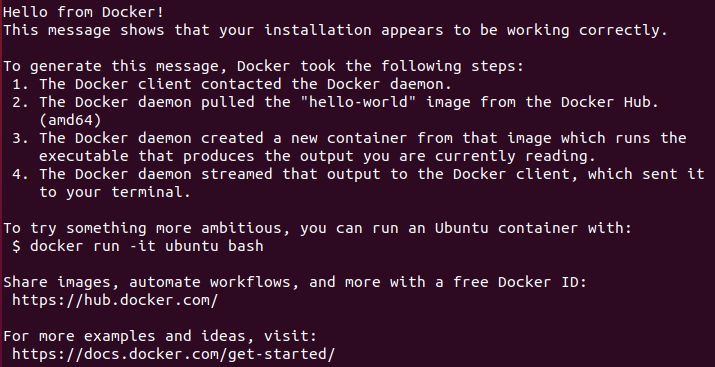 Hello from Docker!
This message shows that your installation appears to be working correctly.

To generate this message, Docker took the following steps:
 1. The Docker client contacted the Docker daemon.
 2. The Docker daemon pulled the "hello-world" image from the Docker Hub.
    (amd64)
 3. The Docker daemon created a new container from that image which runs the
    executable that produces the output you are currently reading.
 4. The Docker daemon streamed that output to the Docker client, which sent it
    to your terminal.

To try something more ambitious, you can run an Ubuntu container with:
 $ docker run -it ubuntu bash

Share images, automate workflows, and more with a free Docker ID:
 https://hub.docker.com/

For more examples and ideas, visit:
 https://docs.docker.com/get-started/